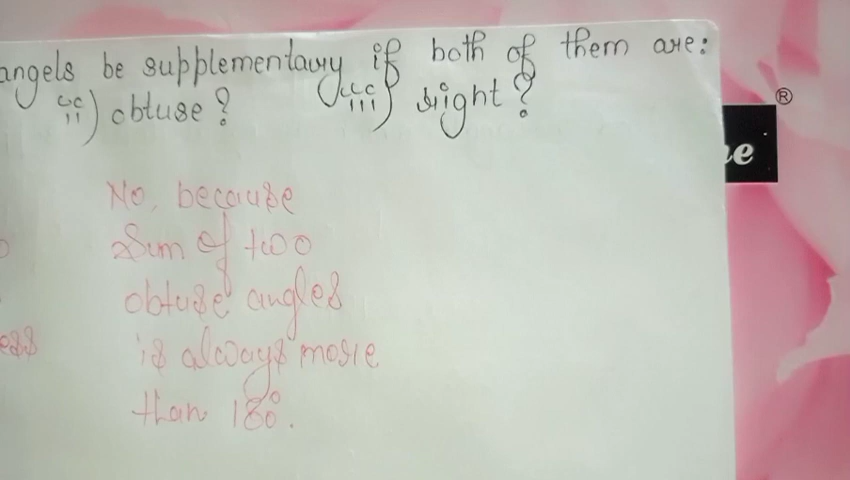 angels be supplementary if both of them are:
ii) obtuse? iii) right?
No, because
Sum of two
obtuse angles
ess
is always more
than 180°.
e
®